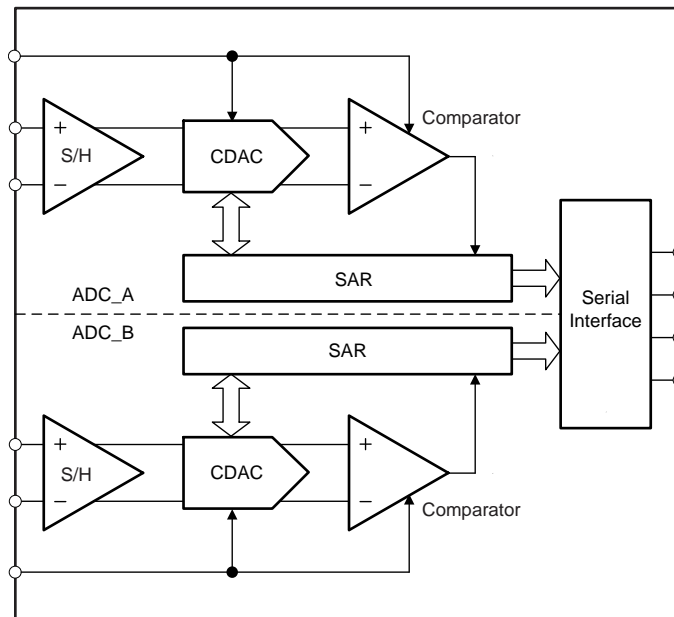 Comparator
+
+
S/H
CDAC
−
−
SAR
ADC_A
Serial
Interface
ADC_B
SAR
+
+
S/H
CDAC
−
−
Comparator